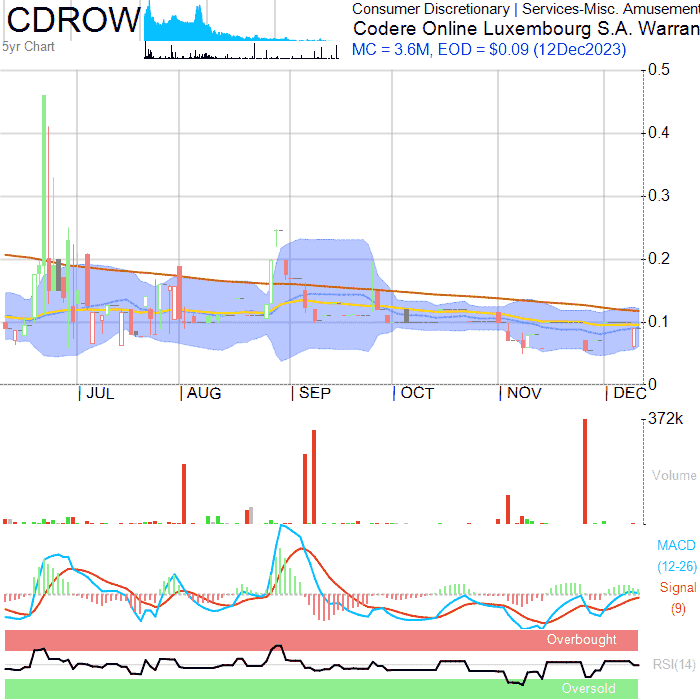 CDROW
5yr Chart
Consumer Discretionary | Services-Misc. Amusement
Codere Online Luxembourg S.A. Warran
MC = 3.6M, EOD = $0.09 (12Dec2023)
0.5
0.4
0.3
0.2
0.1
0
JUL AUG SEP OCT NOV DEC
372k
Volume
MACD
(12-26)
Signal
(9)
Overbought
RSI(14)
Oversold